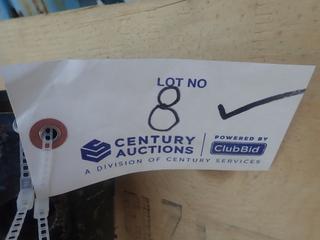 LOT NO
8 ✓
CENTURY AUCTIONS
POWERED BY ClubBid
A DIVISION OF CENTURY SERVICES